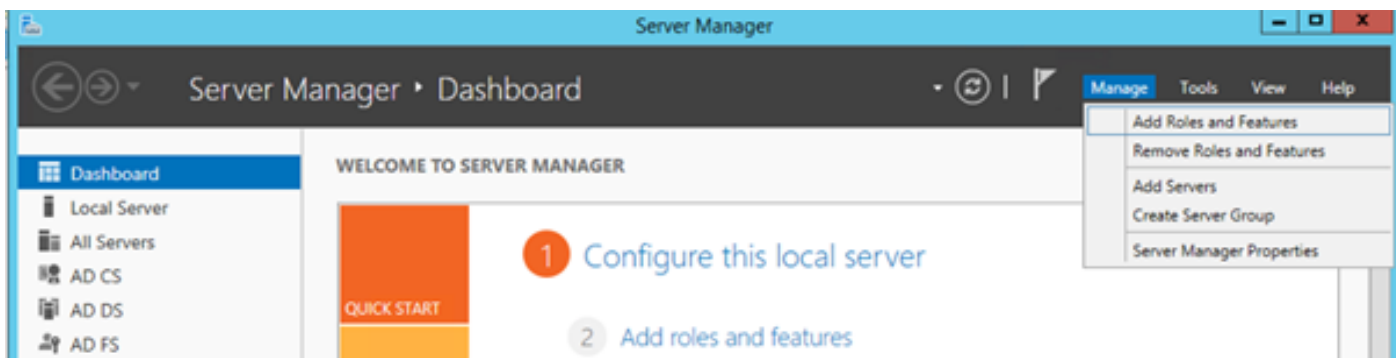 Server Manager
Server Manager • Dashboard
Manage Tools View Help
Add Roles and Features
Remove Roles and Features
Add Servers
Create Server Group
Server Manager Properties
Dashboard
Local Server
All Servers
AD CS
AD DS
AD FS
WELCOME TO SERVER MANAGER
1 Configure this local server
QUICK START
2 Add roles and features